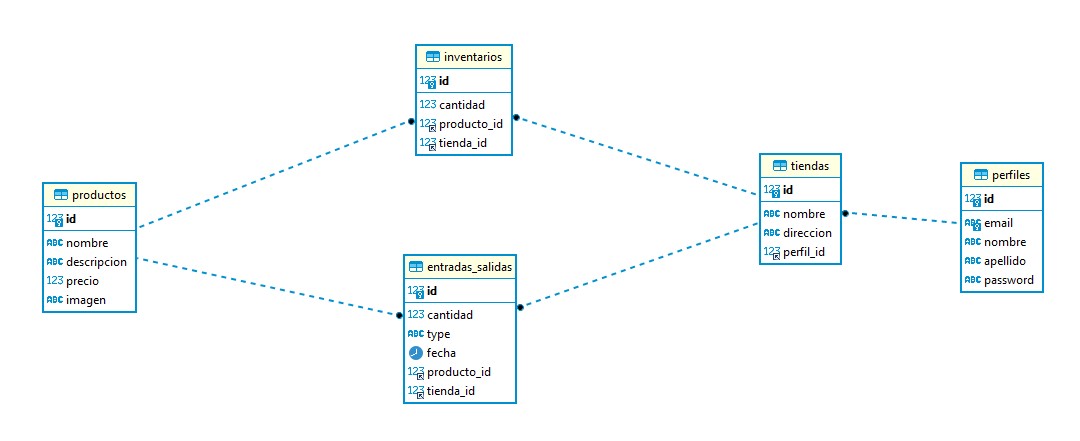 inventarios
123 id
123 cantidad
123 producto_id
123 tienda_id
productos
123 id
ABC nombre
ABC descripcion
123 precio
ABC imagen
entradas_salidas
123 id
123 cantidad
ABC type
fecha
123 producto_id
123 tienda_id
tiendas
123 id
ABC nombre
ABC direccion
123 perfil_id
perfiles
123 id
ABC email
ABC nombre
ABC apellido
ABC password